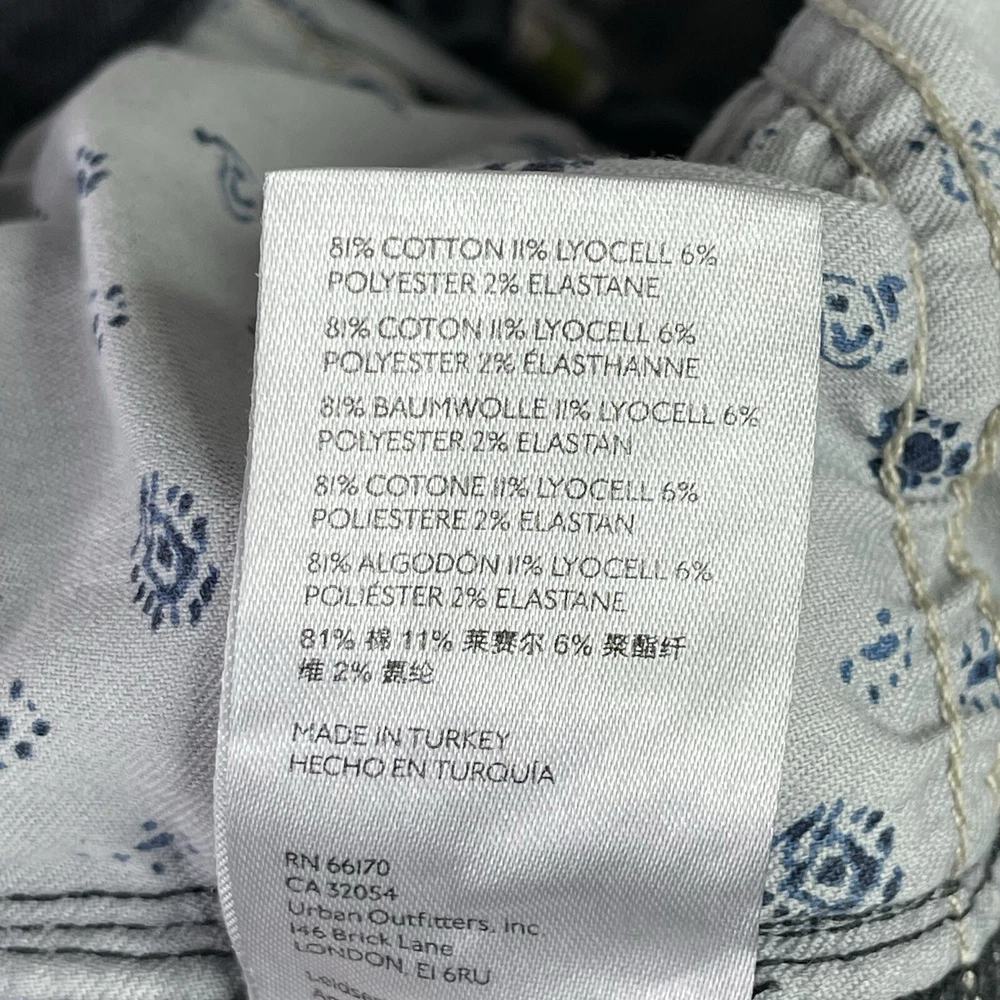 81% COTTON 11% LYOCELL 6%
POLYESTER 2% ELASTANE
81% COTON 11% LYOCELL 6%
POLYESTER 2% ÉLASTHANNE
81% BAUMWOLLE 11% LYOCELL 6%
POLYESTER 2% ELASTAN
81% COTONE 11% LYOCELL 6%
POLIESTERE 2% ELASTAN
81% ALGODÓN 11% LYOCELL 6%
POLIÉSTER 2% ELASTANE
81% 棉 11% 莱赛尔 6% 聚酯纤
维 2% 氨纶
MADE IN TURKEY
HECHO EN TURQUÍA
RN 66170
CA 32054
Urban Outfitters, Inc.
146 Brick Lane
LONDON, E1 6RU